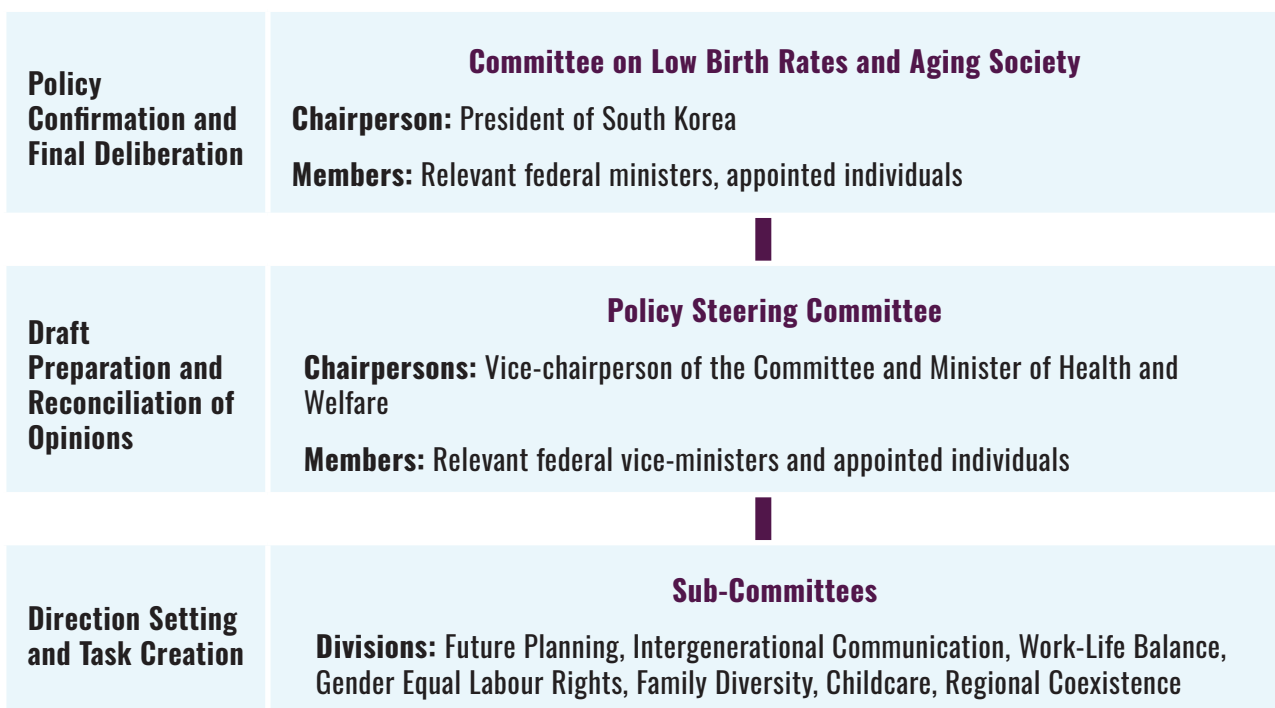 Policy
Confirmation and
Final Deliberation
Committee on Low Birth Rates and Aging Society
Chairperson: President of South Korea
Members: Relevant federal ministers, appointed individuals
Draft
Preparation and
Reconciliation of
Opinions
Policy Steering Committee
Chairpersons: Vice-chairperson of the Committee and Minister of Health and
Welfare
Members: Relevant federal vice-ministers and appointed individuals
Direction Setting
and Task Creation
Sub-Committees
Divisions: Future Planning, Intergenerational Communication, Work-Life Balance,
Gender Equal Labour Rights, Family Diversity, Childcare, Regional Coexistence